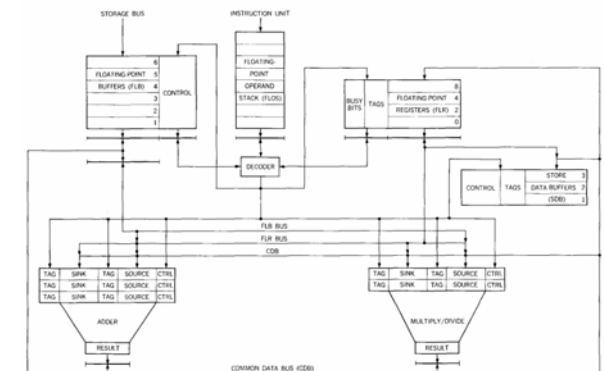 STORAGE BUS
INSTRUCTION UNIT
6
FLOATING-POINT 5
BUFFERS (FLB) 4
3
2
1
CONTROL
FLOATING-
POINT
OPERAND
STACK (FLOS)
BUSY
BITS
TAGS
8
FLOATING-POINT 4
REGISTERS (FLR) 2
0
DECODER
CONTROL
TAGS
STORE 3
DATA BUFFERS 2
(SDB) 1
FLB BUS
FLR BUS
CDB
TAG SINK TAG SOURCE CTRL
TAG SINK TAG SOURCE CTRL
TAG SINK TAG SOURCE CTRL
ADDER
RESULT
TAG SINK TAG SOURCE CTRL
TAG SINK TAG SOURCE CTRL
MULTIPLY/DIVIDE
RESULT
COMMON DATA BUS (CDB)